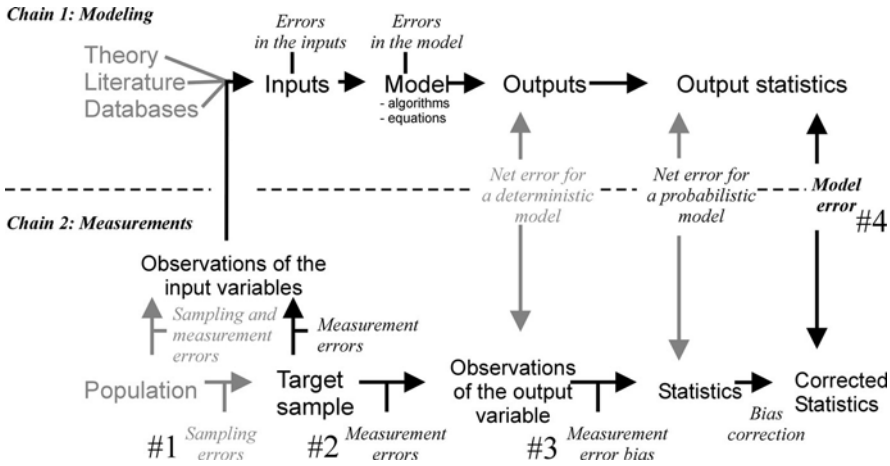 Chain 1: Modeling
Errors
in the inputs
Errors
in the model
Theory
Literature
Databases
Inputs
Model
- algorithms
- equations
Outputs
Output statistics
Net error for
a deterministic
model
Net error for
a probabilistic
model
Model
error
#4
Chain 2: Measurements
Observations of the
input variables
Sampling and
measurement
errors
Measurement
errors
Population
Target
sample
Observations
of the output
variable
Statistics
Corrected
Statistics
#1
Sampling
errors
#2
Measurement
errors
#3
Measurement
error bias
Bias
correction